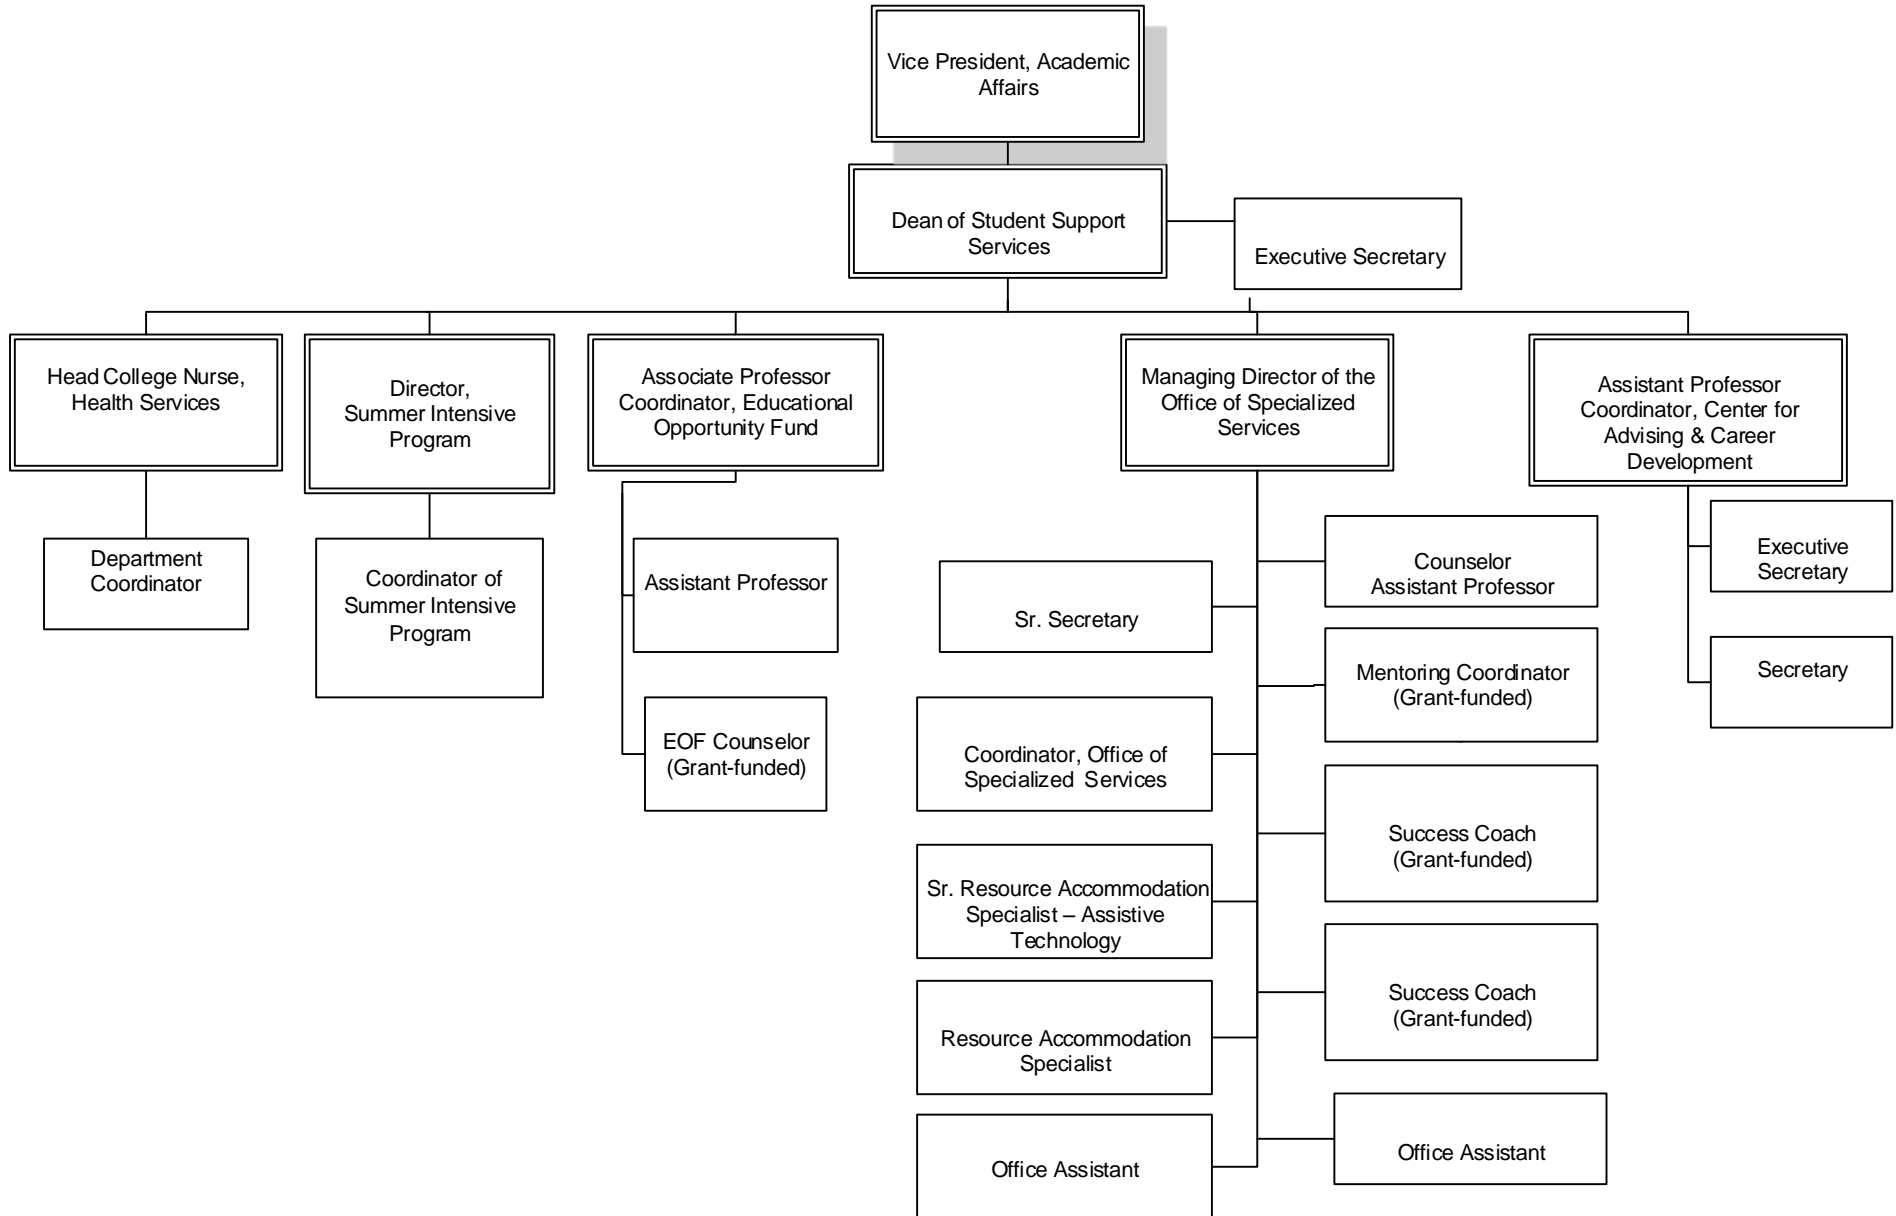 Vice President, Academic
Affairs
Dean of Student Support
Services
Executive Secretary
Head College Nurse,
Health Services
Director,
Summer Intensive
Program
Associate Professor
Coordinator, Educational
Opportunity Fund
Managing Director of the
Office of Specialized
Services
Assistant Professor
Coordinator, Center for
Advising & Career
Development
Department
Coordinator
Coordinator of
Summer Intensive
Program
Assistant Professor
EOF Counselor
(Grant-funded)
Sr. Secretary
Coordinator, Office of
Specialized Services
Sr. Resource Accommodation
Specialist – Assistive
Technology
Resource Accommodation
Specialist
Office Assistant
Counselor
Assistant Professor
Mentoring Coordinator
(Grant-funded)
Success Coach
(Grant-funded)
Success Coach
(Grant-funded)
Office Assistant
Executive
Secretary
Secretary